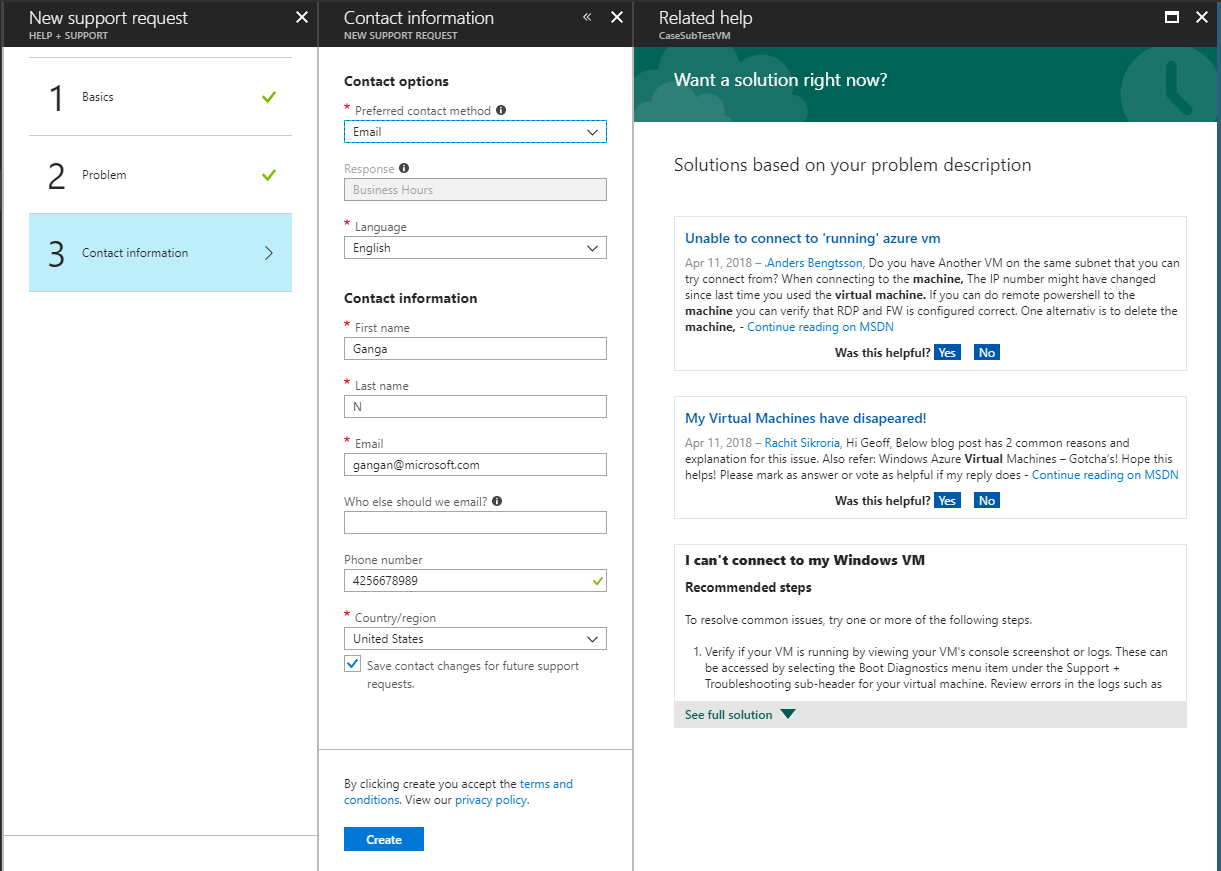 New support request
HELP + SUPPORT
1 Basics
2 Problem
3 Contact information
Contact information
NEW SUPPORT REQUEST
Contact options
* Preferred contact method
Email
Response
Business Hours
* Language
English
Contact information
* First name
Ganga
* Last name
N
* Email
gangan@microsoft.com
Who else should we email?
Phone number
4256678989
* Country/region
United States
Save contact changes for future support
requests.
By clicking create you accept the terms and
conditions. View our privacy policy.
Create
Related help
CaseSubTestVM
Want a solution right now?
Solutions based on your problem description
Unable to connect to 'running' azure vm
Apr 11, 2018 – .Anders Bengtsson, Do you have Another VM on the same subnet that you can
try connect from? When connecting to the machine, The IP number might have changed
since last time you used the virtual machine. If you can do remote powershell to the
machine you can verify that RDP and FW is configured correct. One alternativ is to delete the
machine, - Continue reading on MSDN
Was this helpful? Yes No
My Virtual Machines have disapeared!
Apr 11, 2018 – Rachit Sikroria, Hi Geoff, Below blog post has 2 common reasons and
explanation for this issue. Also refer: Windows Azure Virtual Machines – Gotcha's! Hope this
helps! Please mark as answer or vote as helpful if my reply does - Continue reading on MSDN
Was this helpful? Yes No
I can't connect to my Windows VM
Recommended steps
To resolve common issues, try one or more of the following steps.
1. Verify if your VM is running by viewing your VM's console screenshot or logs. These can
be accessed by selecting the Boot Diagnostics menu item under the Support +
Troubleshooting sub-header for your virtual machine. Review errors in the logs such as
See full solution